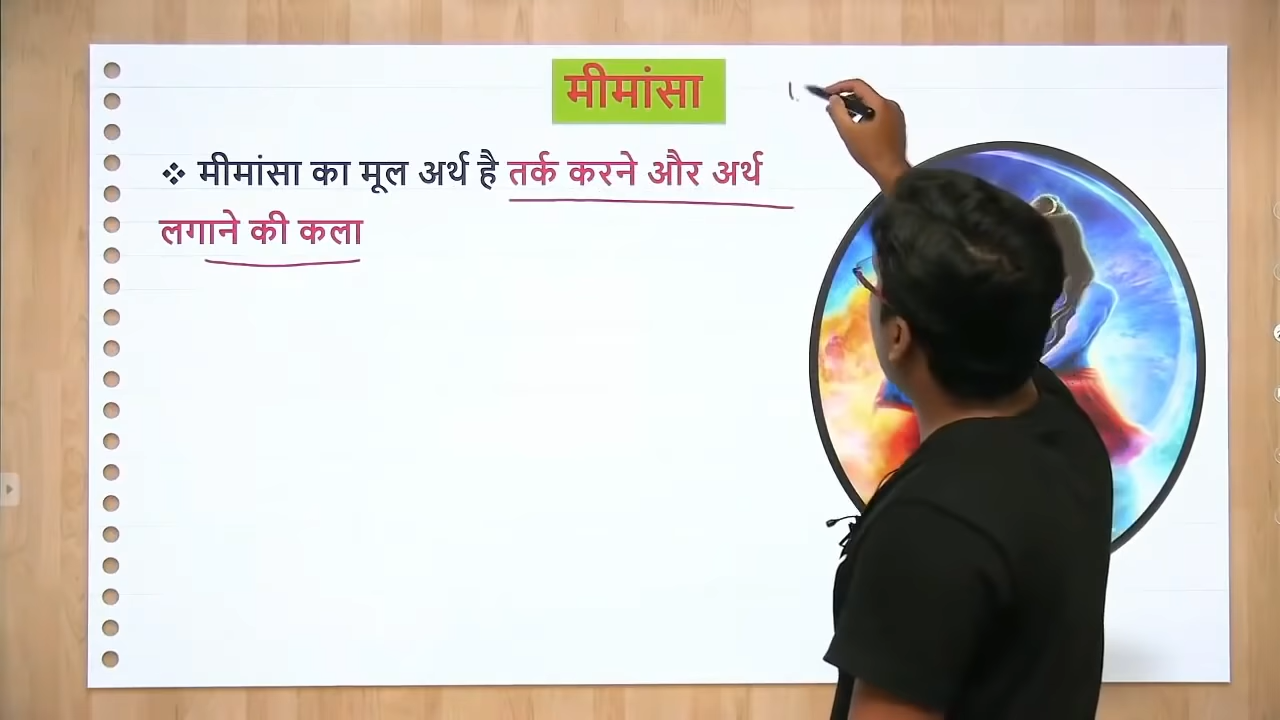 मीमांसा
❖ मीमांसा का मूल अर्थ है तर्क करने और अर्थ
लगाने की कला